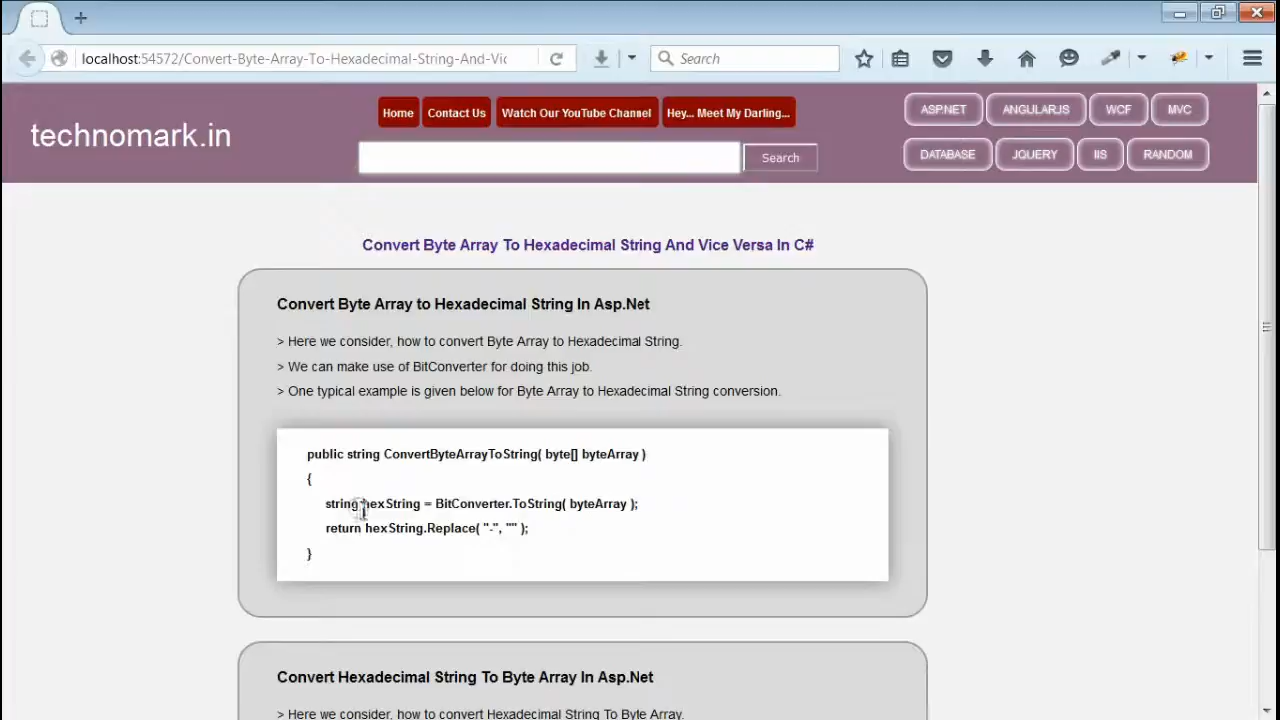 localhost:54572/Convert-Byte-Array-To-Hexadecimal-String-And-Vic
Search
technomark.in
Home
Contact Us
Watch Our YouTube Channel
Hey... Meet My Darling...
ASP.NET
ANGULARJS
WCF
MVC
Search
DATABASE
JQUERY
IIS
RANDOM
Convert Byte Array To Hexadecimal String And Vice Versa In C#
Convert Byte Array to Hexadecimal String In Asp.Net
> Here we consider, how to convert Byte Array to Hexadecimal String.
> We can make use of BitConverter for doing this job.
> One typical example is given below for Byte Array to Hexadecimal String conversion.
public string ConvertByteArrayToString( byte[] byteArray )
{
string hexString = BitConverter.ToString( byteArray );
return hexString.Replace( "-", "" );
}
Convert Hexadecimal String To Byte Array In Asp.Net
> Here we consider, how to convert Hexadecimal String To Byte Array.